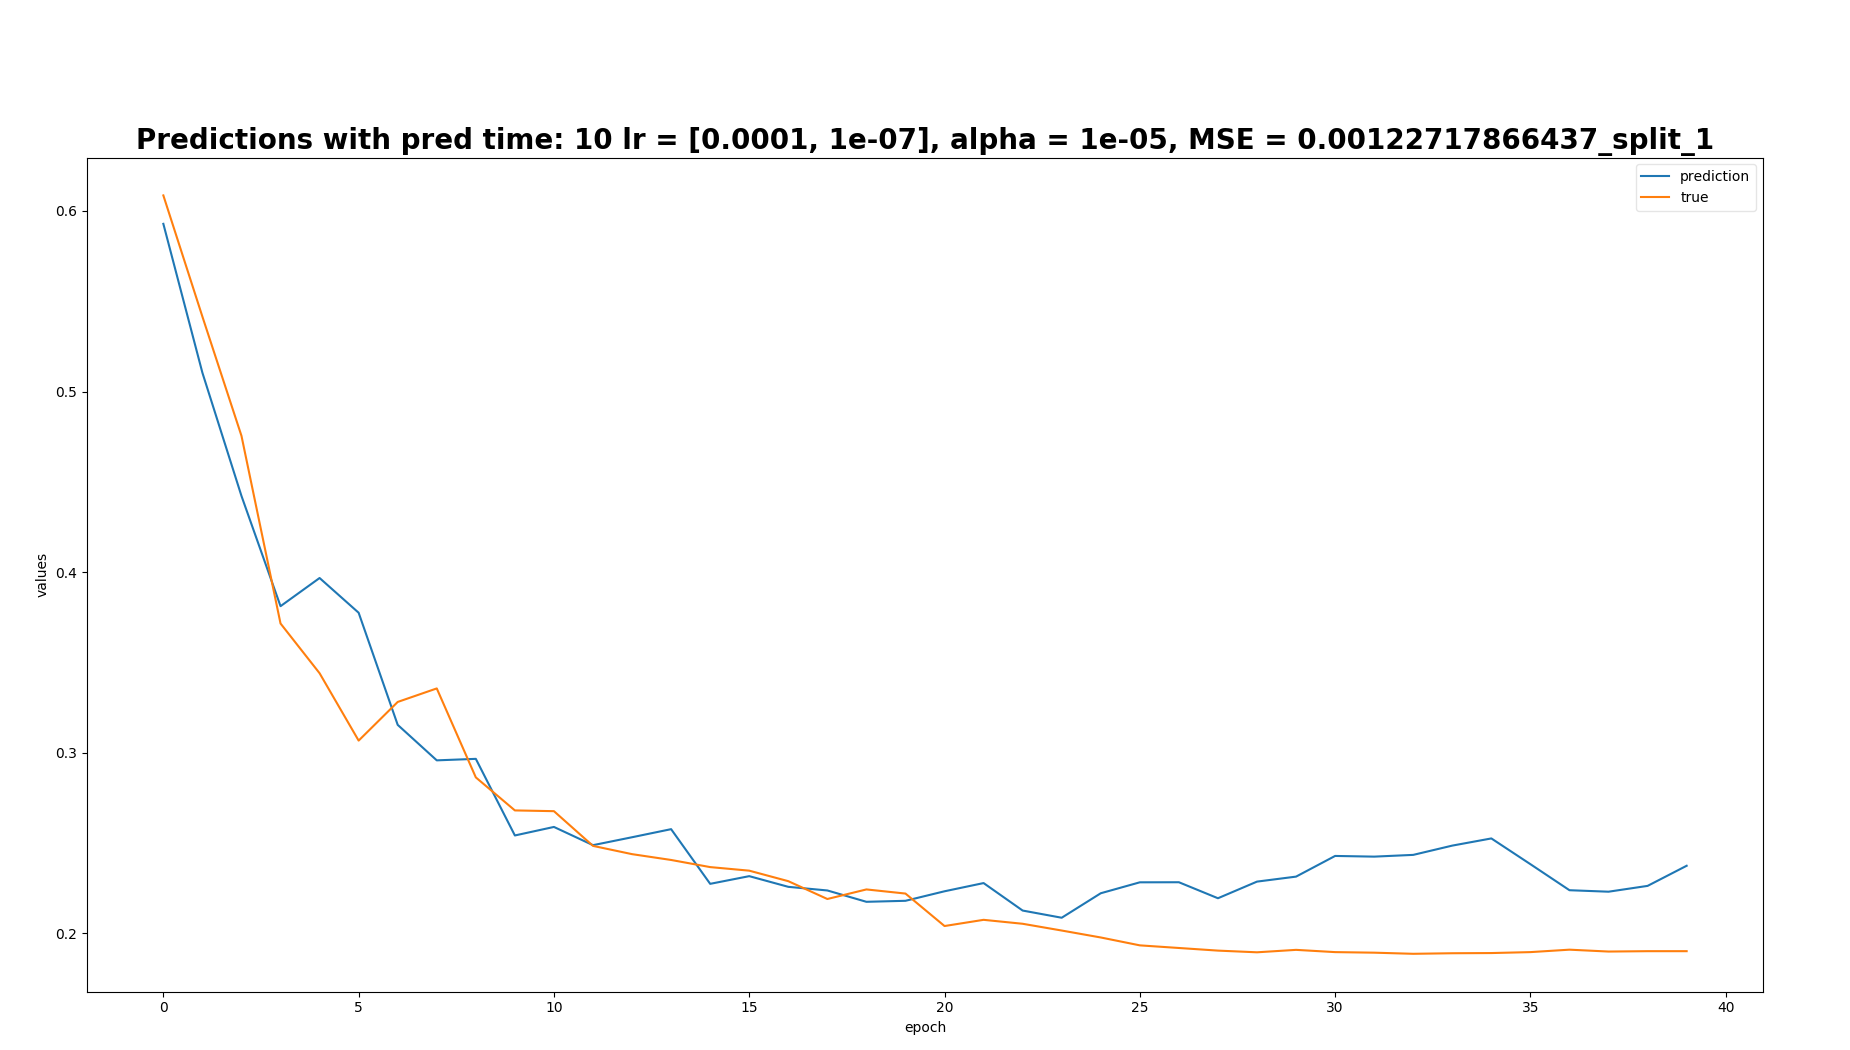 Predictions with pred time: 10 lr = [0.0001, 1e-07], alpha = 1e-05, MSE = 0.00122717866437_split_1
prediction
true
0.6
0.5
0.4
0.3
0.2
values
0 5 10 15 20 25 30 35 40
epoch